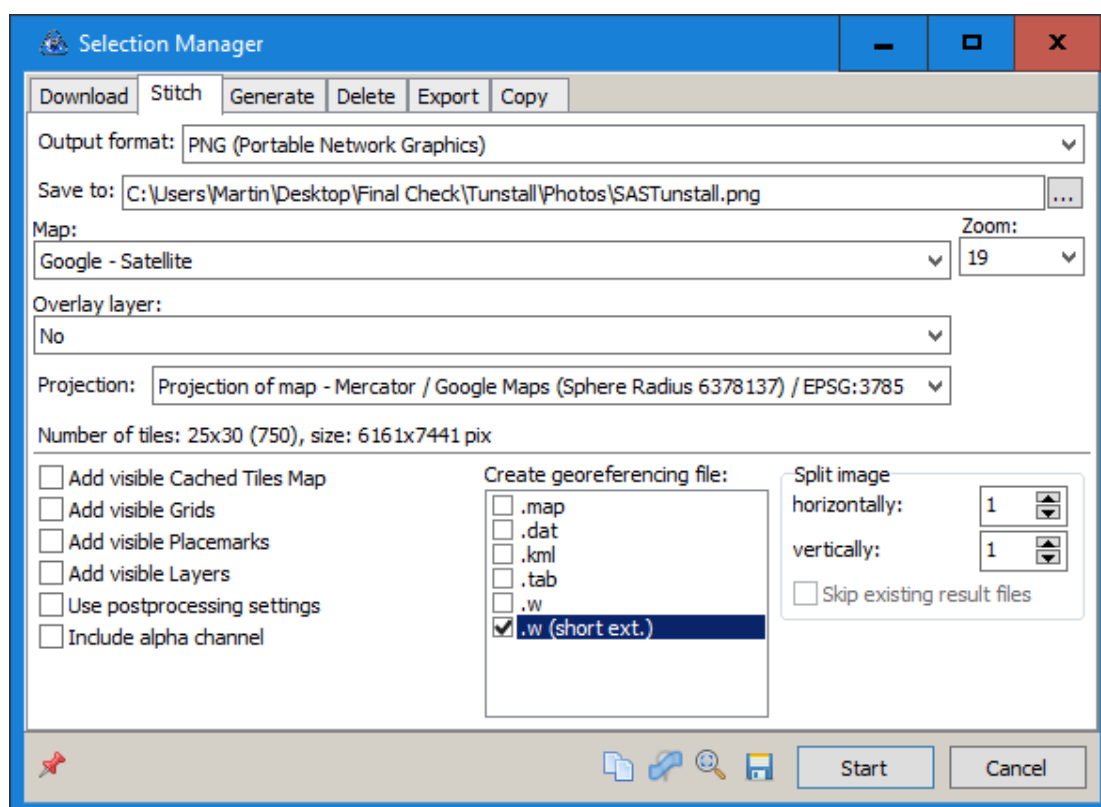 Selection Manager
Download Stitch Generate Delete Export Copy
Output format: PNG (Portable Network Graphics)
Save to: C:\Users\Martin\Desktop\Final Check\Tunstall\Photos\SASTunstall.png ...
Map: Zoom:
Google - Satellite 19
Overlay layer:
No
Projection: Projection of map - Mercator / Google Maps (Sphere Radius 6378137) / EPSG:3785
Number of tiles: 25x30 (750), size: 6161x7441 pix
Add visible Cached Tiles Map
Add visible Grids
Add visible Placemarks
Add visible Layers
Use postprocessing settings
Include alpha channel
Create georeferencing file:
.map
.dat
.kml
.tab
.w
.w (short ext.)
Split image
horizontally: 1
vertically: 1
Skip existing result files
Start Cancel